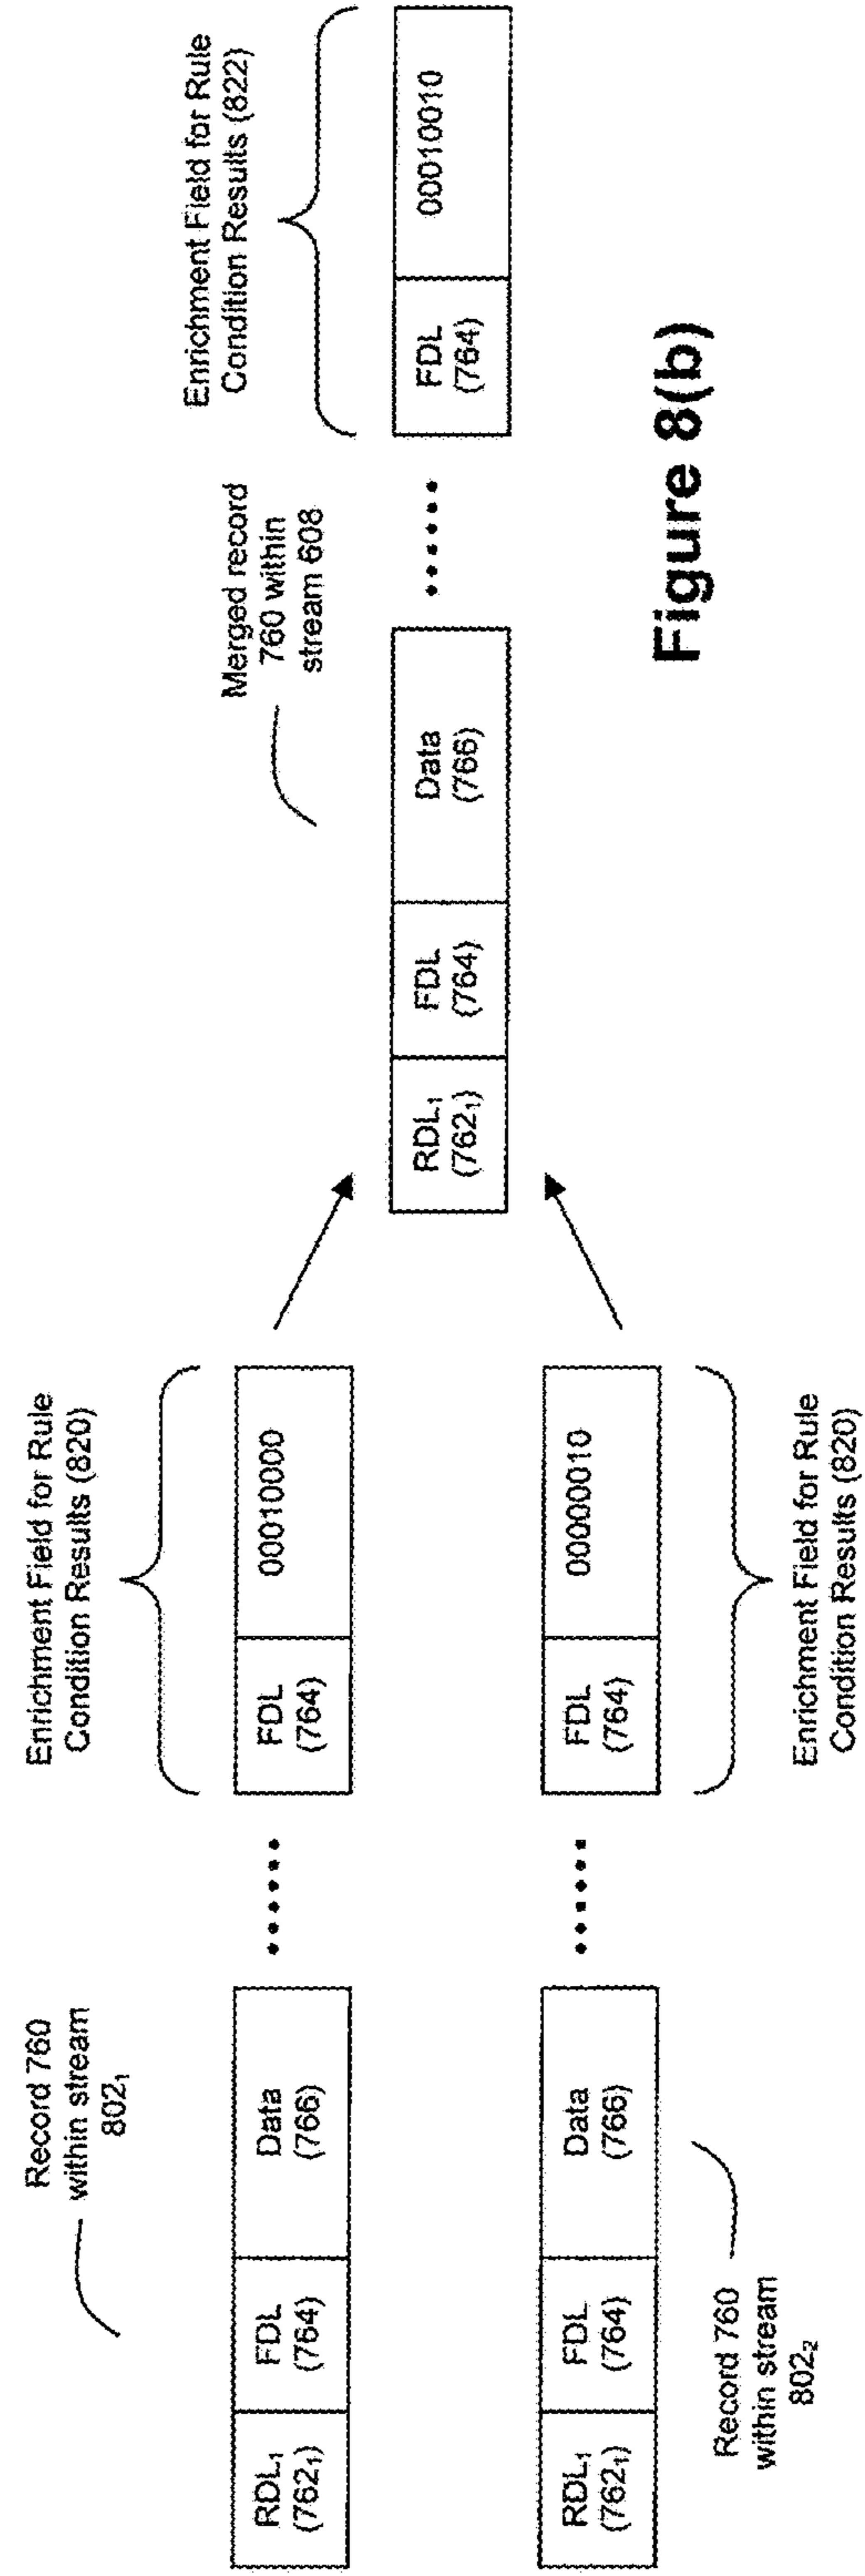 Record 760
within stream
802₁
Enrichment Field for Rule
Condition Results (820)
RDL₁
(762₁)
FDL
(764)
Data
(766)
......
FDL
(764)
00010000
RDL₁
(762₁)
FDL
(764)
Data
(766)
......
FDL
(764)
00000010
Record 760
within stream
802₂
Enrichment Field for Rule
Condition Results (820)
Merged record
760 within
stream 608
Enrichment Field for Rule
Condition Results (822)
RDL₁
(762₁)
FDL
(764)
Data
(766)
......
FDL
(764)
00010010
Figure 8(b)